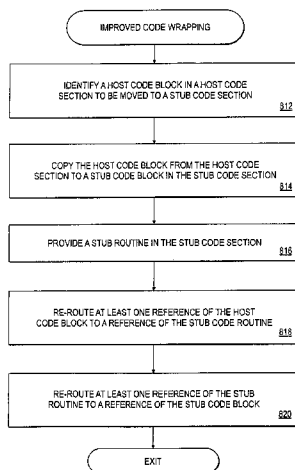 IMPROVED CODE WRAPPING
IDENTIFY A HOST CODE BLOCK IN A HOST CODE
SECTION TO BE MOVED TO A STUB CODE SECTION
812
COPY THE HOST CODE BLOCK FROM THE HOST CODE
SECTION TO A STUB CODE BLOCK IN THE STUB CODE SECTION
814
PROVIDE A STUB ROUTINE IN THE STUB CODE SECTION
816
RE-ROUTE AT LEAST ONE REFERENCE OF THE HOST
CODE BLOCK TO A REFERENCE OF THE STUB CODE ROUTINE
818
RE-ROUTE AT LEAST ONE REFERENCE OF THE STUB
ROUTINE TO A REFERENCE OF THE STUB CODE BLOCK
820
EXIT